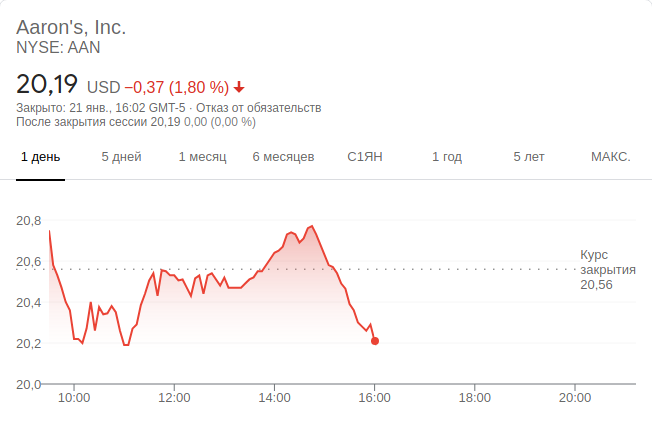 Aaron's, Inc.
NYSE: AAN
20,19 USD −0,37 (1,80 %)
Закрыто: 21 янв., 16:02 GMT-5 · Отказ от обязательств
После закрытия сессии 20,19 0,00 (0,00 %)
1 день 5 дней 1 месяц 6 месяцев С1ЯН 1 год 5 лет МАКС.
20,8
20,6
20,4
20,2
20,0
Курс
закрытия
20,56
10:00 12:00 14:00 16:00 18:00 20:00